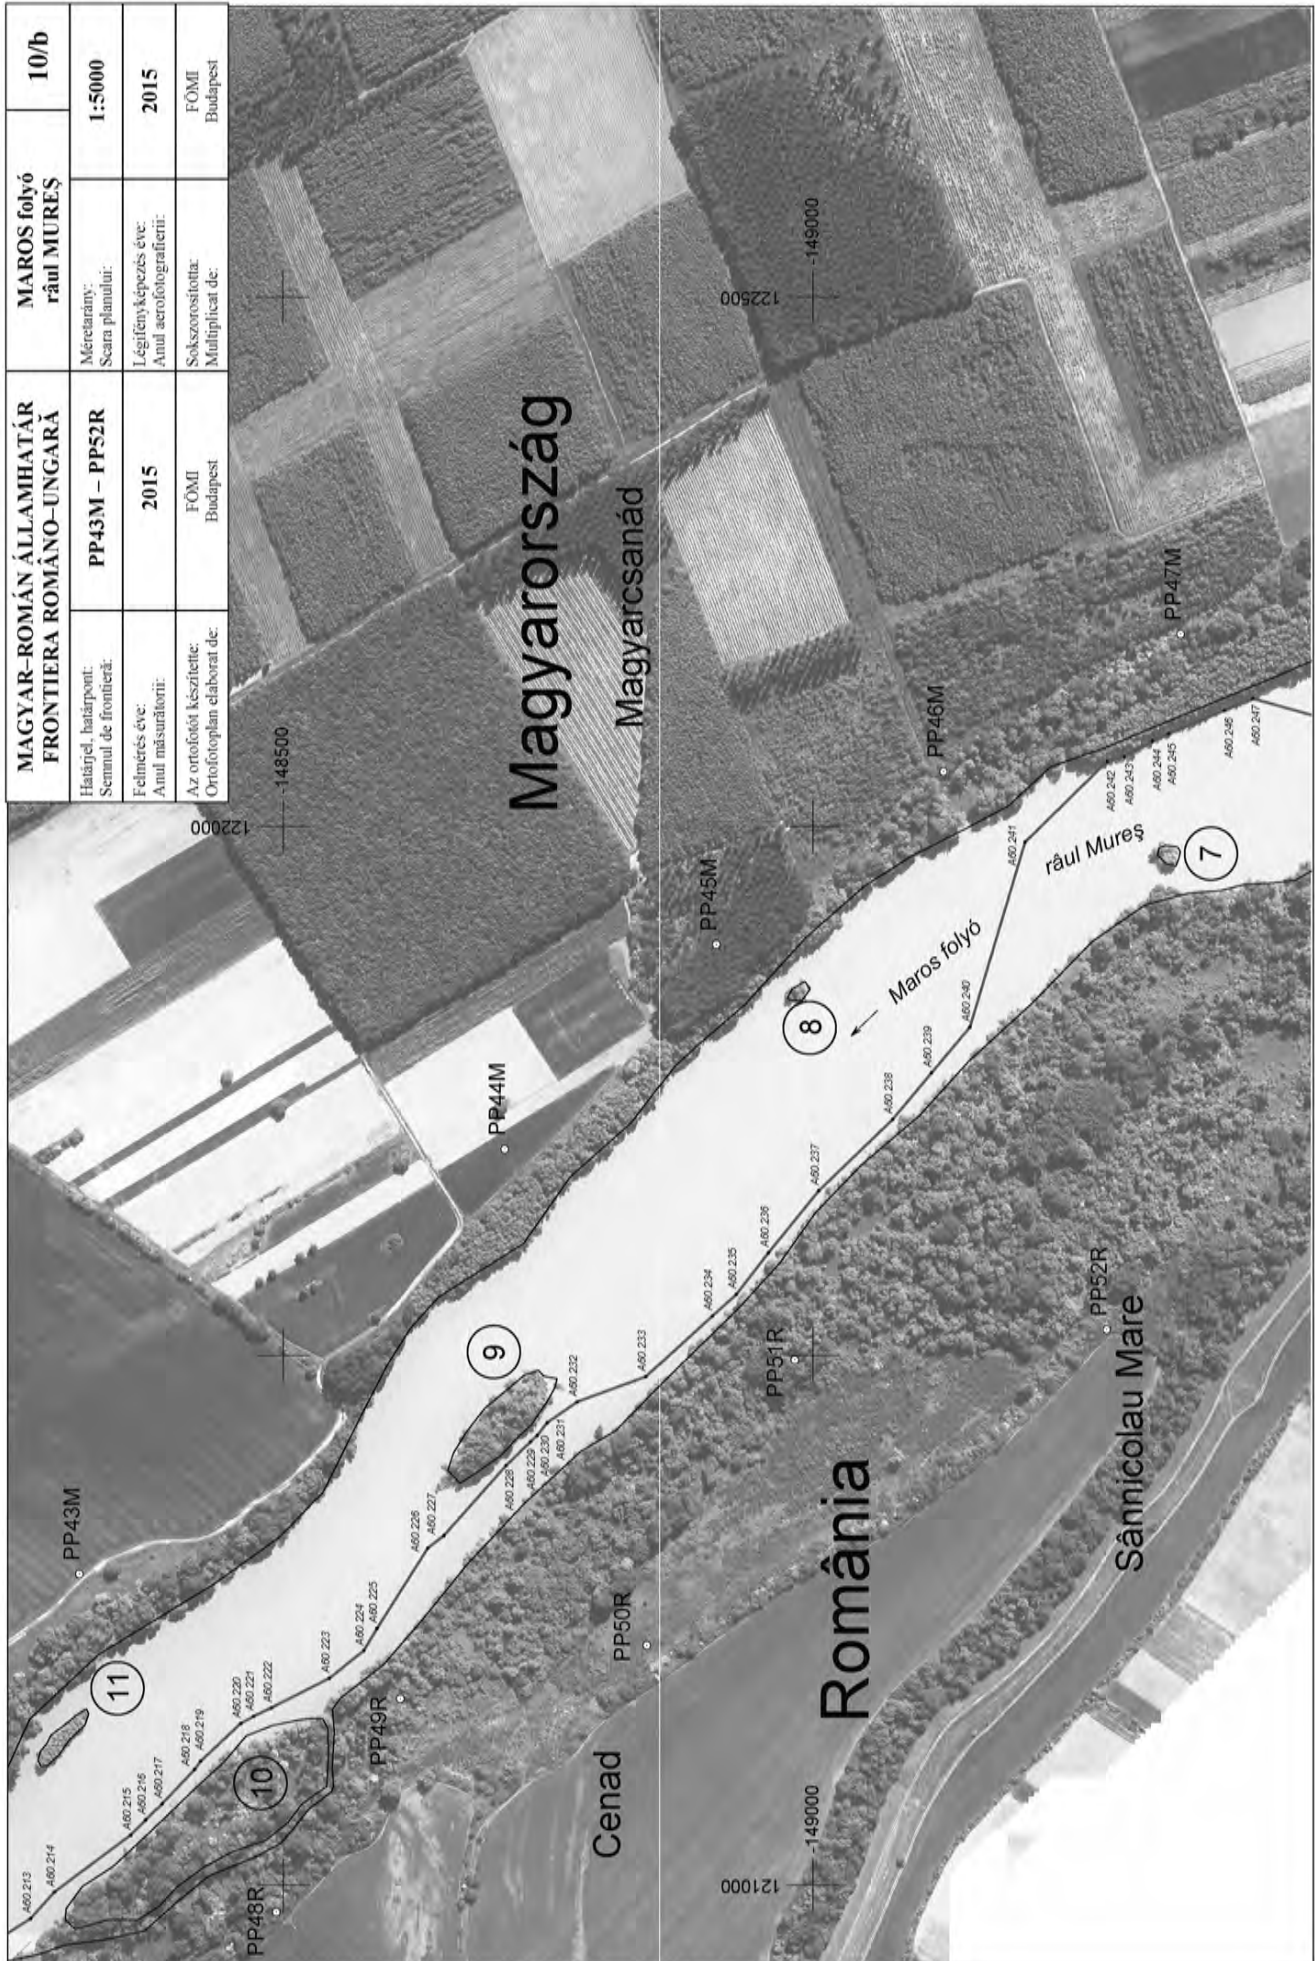 MAGYAR–ROMÁN ÁLLAMHATÁR
FRONTIERA ROMÂNO–UNGARĂ
MAROS folyó
râul MUREȘ
10/b
Határjel, határpont:
Semnul de frontieră:
PP43M – PP52R
Méretarány:
Scara planului:
1:5000
Felmérés éve:
Anul măsurătorii:
2015
Légifényképezés éve:
Anul aerofotografierii:
2015
Az ortofotót készítette:
Ortofotoplan elaborat de:
FÖMI
Budapest
Sokszorosította:
Multiplicat de:
FÖMI
Budapest
122000
-148500
122500
-149000
Magyarország
Magyarcsanád
PP43M
PP44M
PP45M
PP46M
PP47M
11
9
8
7
10
Maros folyó
râul Mureș
A60.213
A60.214
A60.215
A60.216
A60.217
A60.218
A60.219
A60.220
A60.221
A60.222
A60.223
A60.224
A60.225
A60.226
A60.227
A60.228
A60.229
A60.230
A60.231
A60.232
A60.233
A60.234
A60.235
A60.236
A60.237
A60.238
A60.239
A60.240
A60.241
A60.242
A60.243
A60.244
A60.245
A60.246
A60.247
PP48R
PP49R
PP50R
PP51R
PP52R
Cenad
România
Sânnicolau Mare
121000
-149000